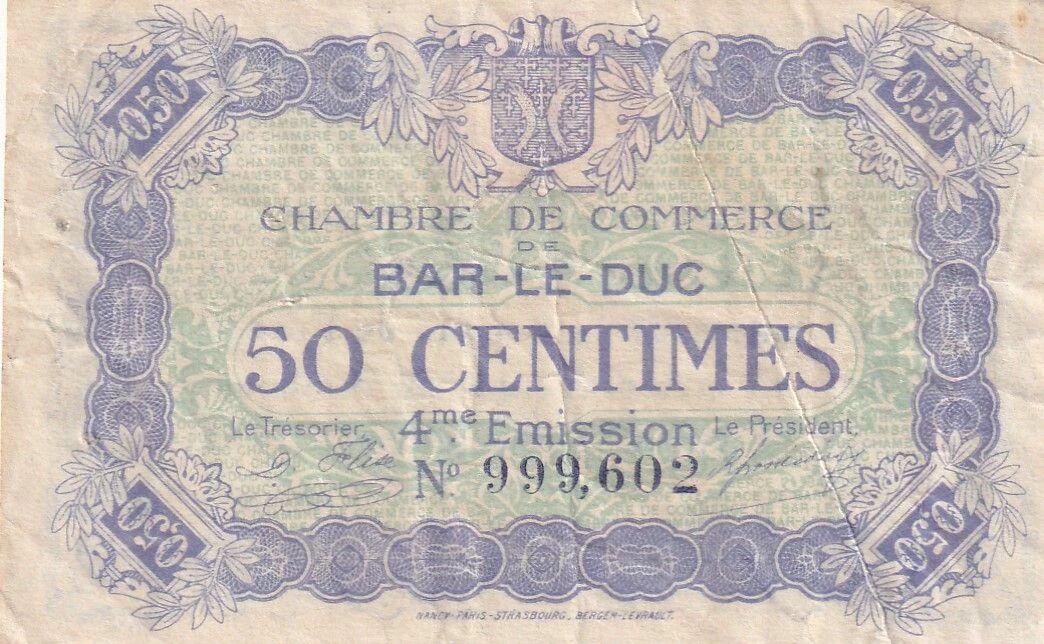 0,50
0,50
CHAMBRE DE COMMERCE
DE
BAR-LE-DUC
50 CENTIMES
Le Trésorier 4me. Emission Le Président,
No. 999,602
0,50
0,50
NANCY-PARIS-STRASBOURG, BERGER-LEVRAULT.